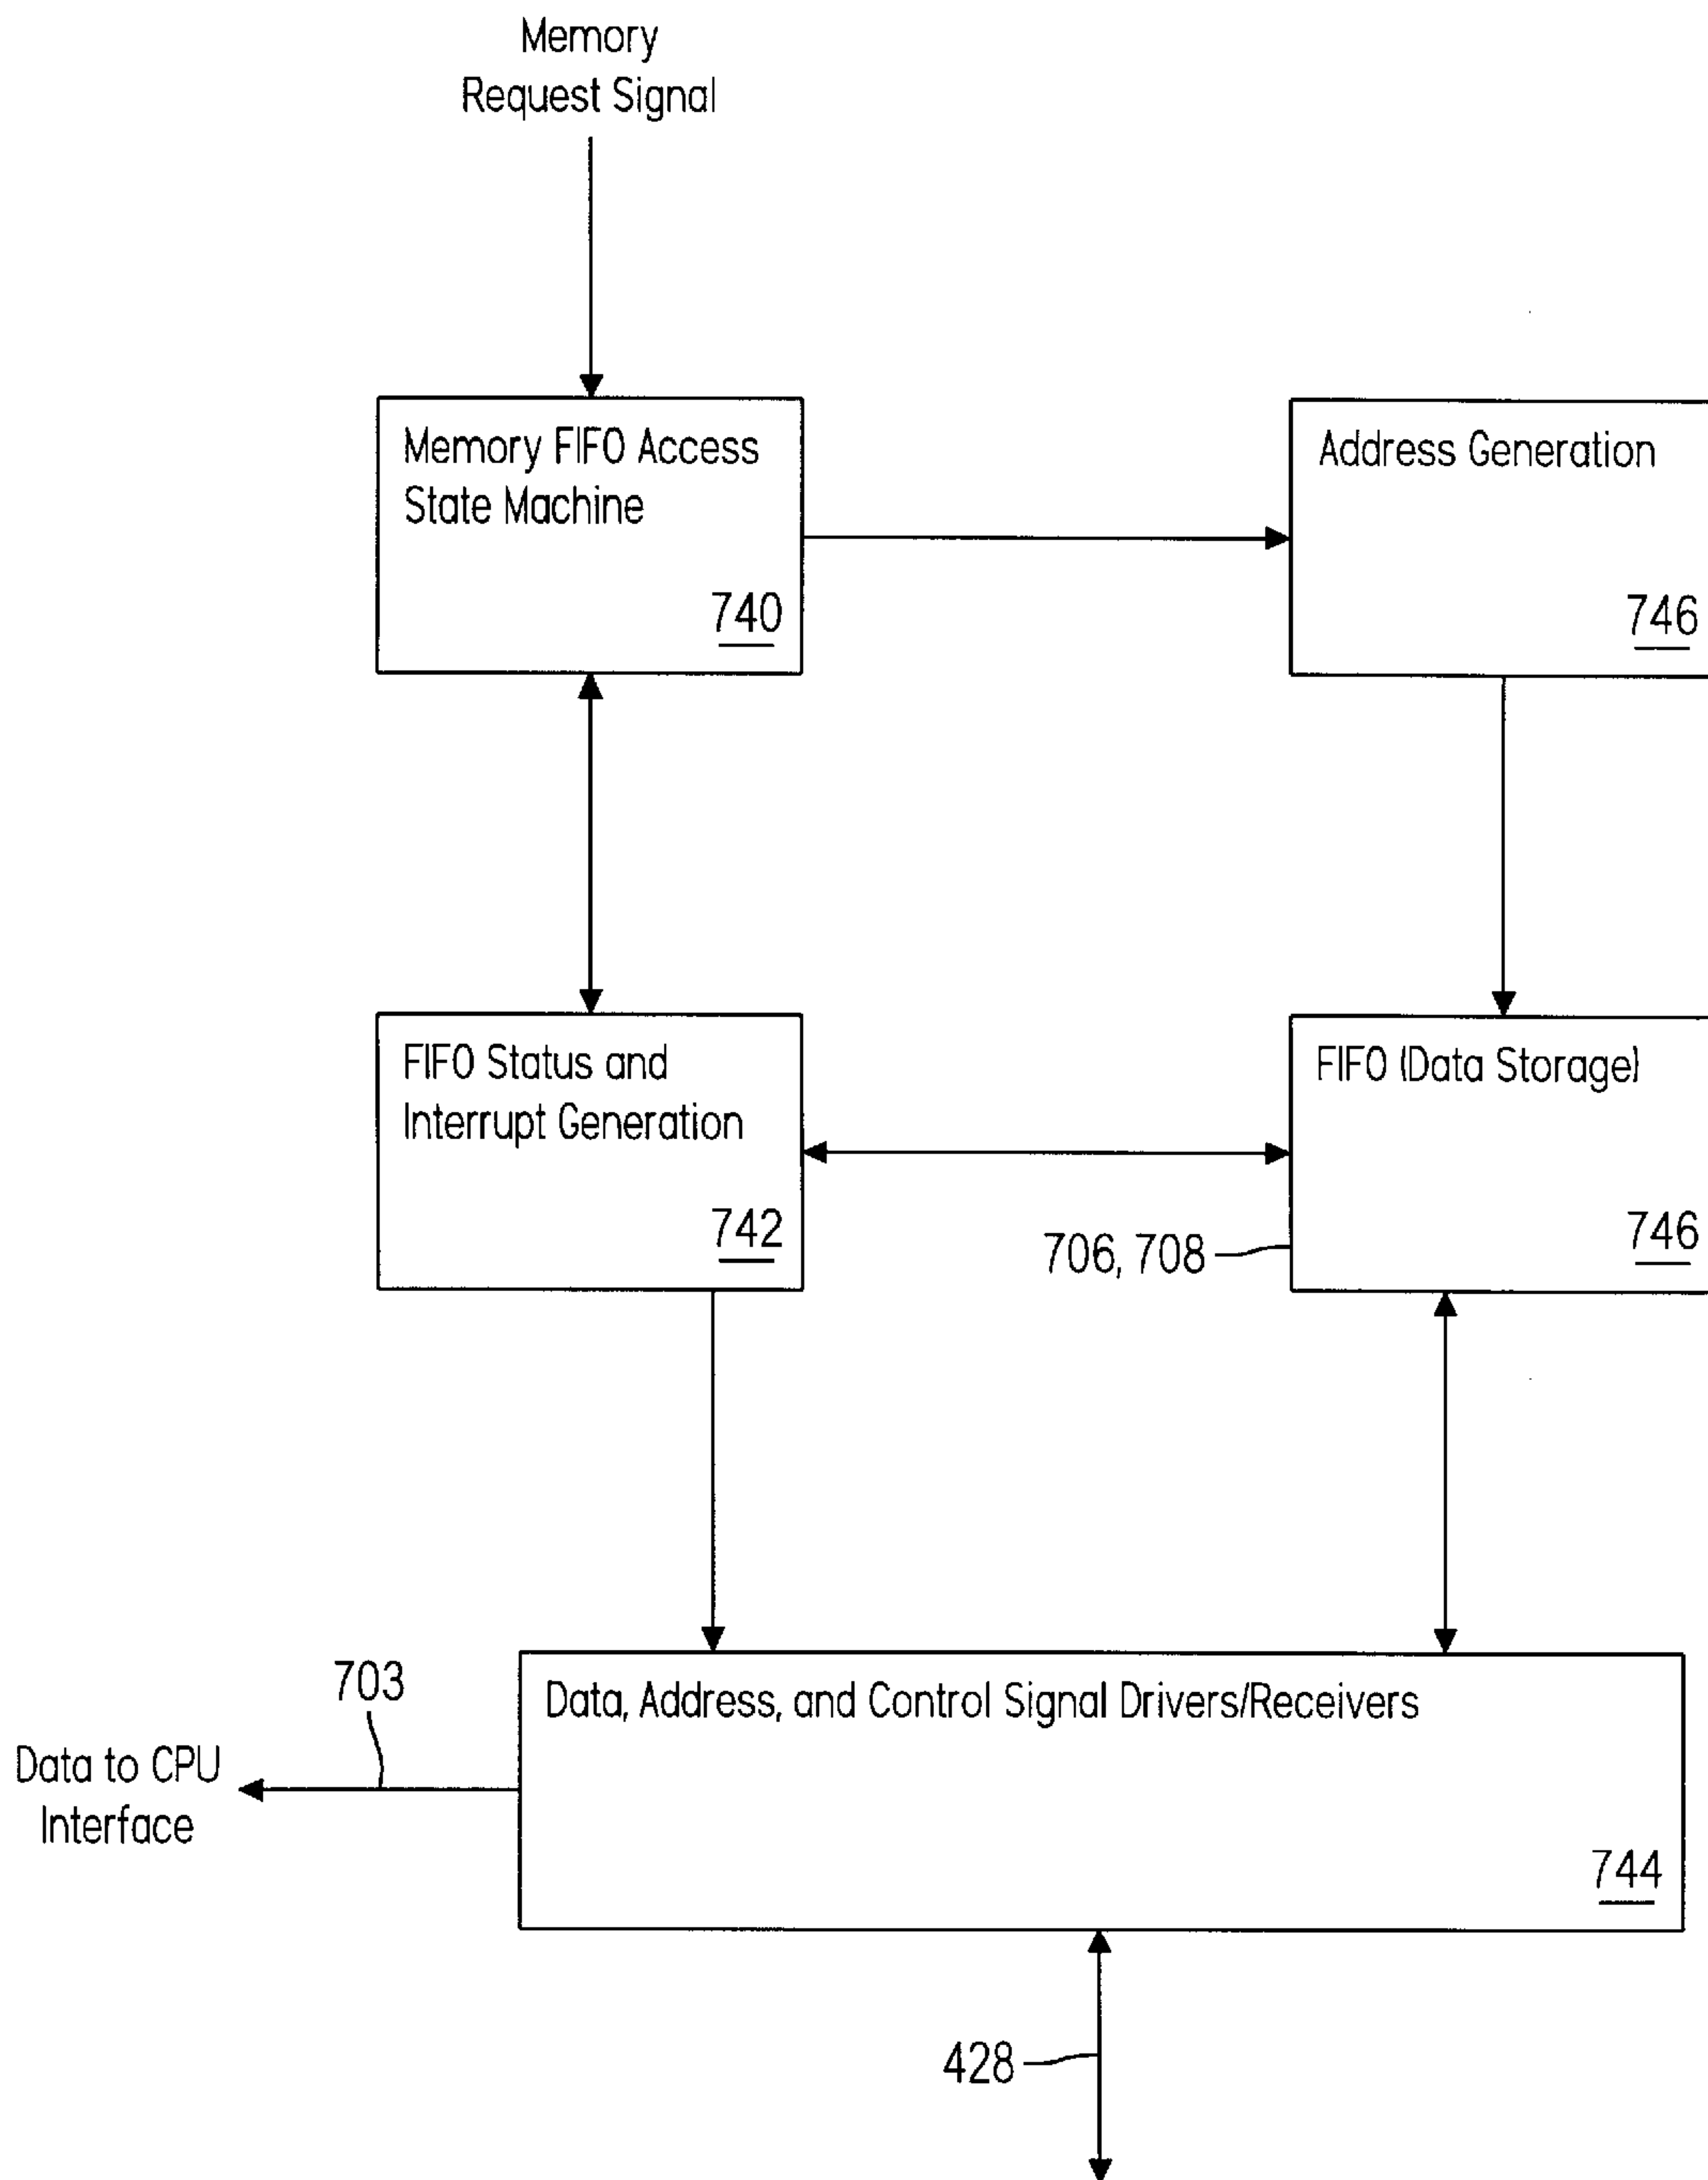 Memory
Request Signal
Memory FIFO Access
State Machine
740
Address Generation
746
FIFO Status and
Interrupt Generation
742
FIFO (Data Storage)
746
706, 708
703
Data to CPU
Interface
Data, Address, and Control Signal Drivers/Receivers
744
428